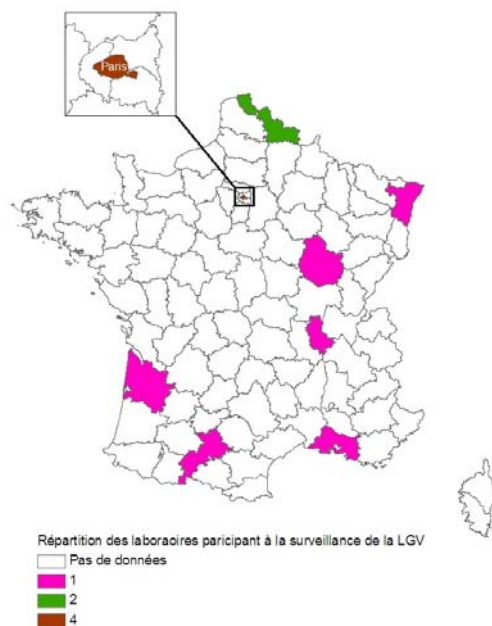 Paris
Répartition des laboraoires paricipant à la surveillance de la LGV
Pas de données
1
2
4